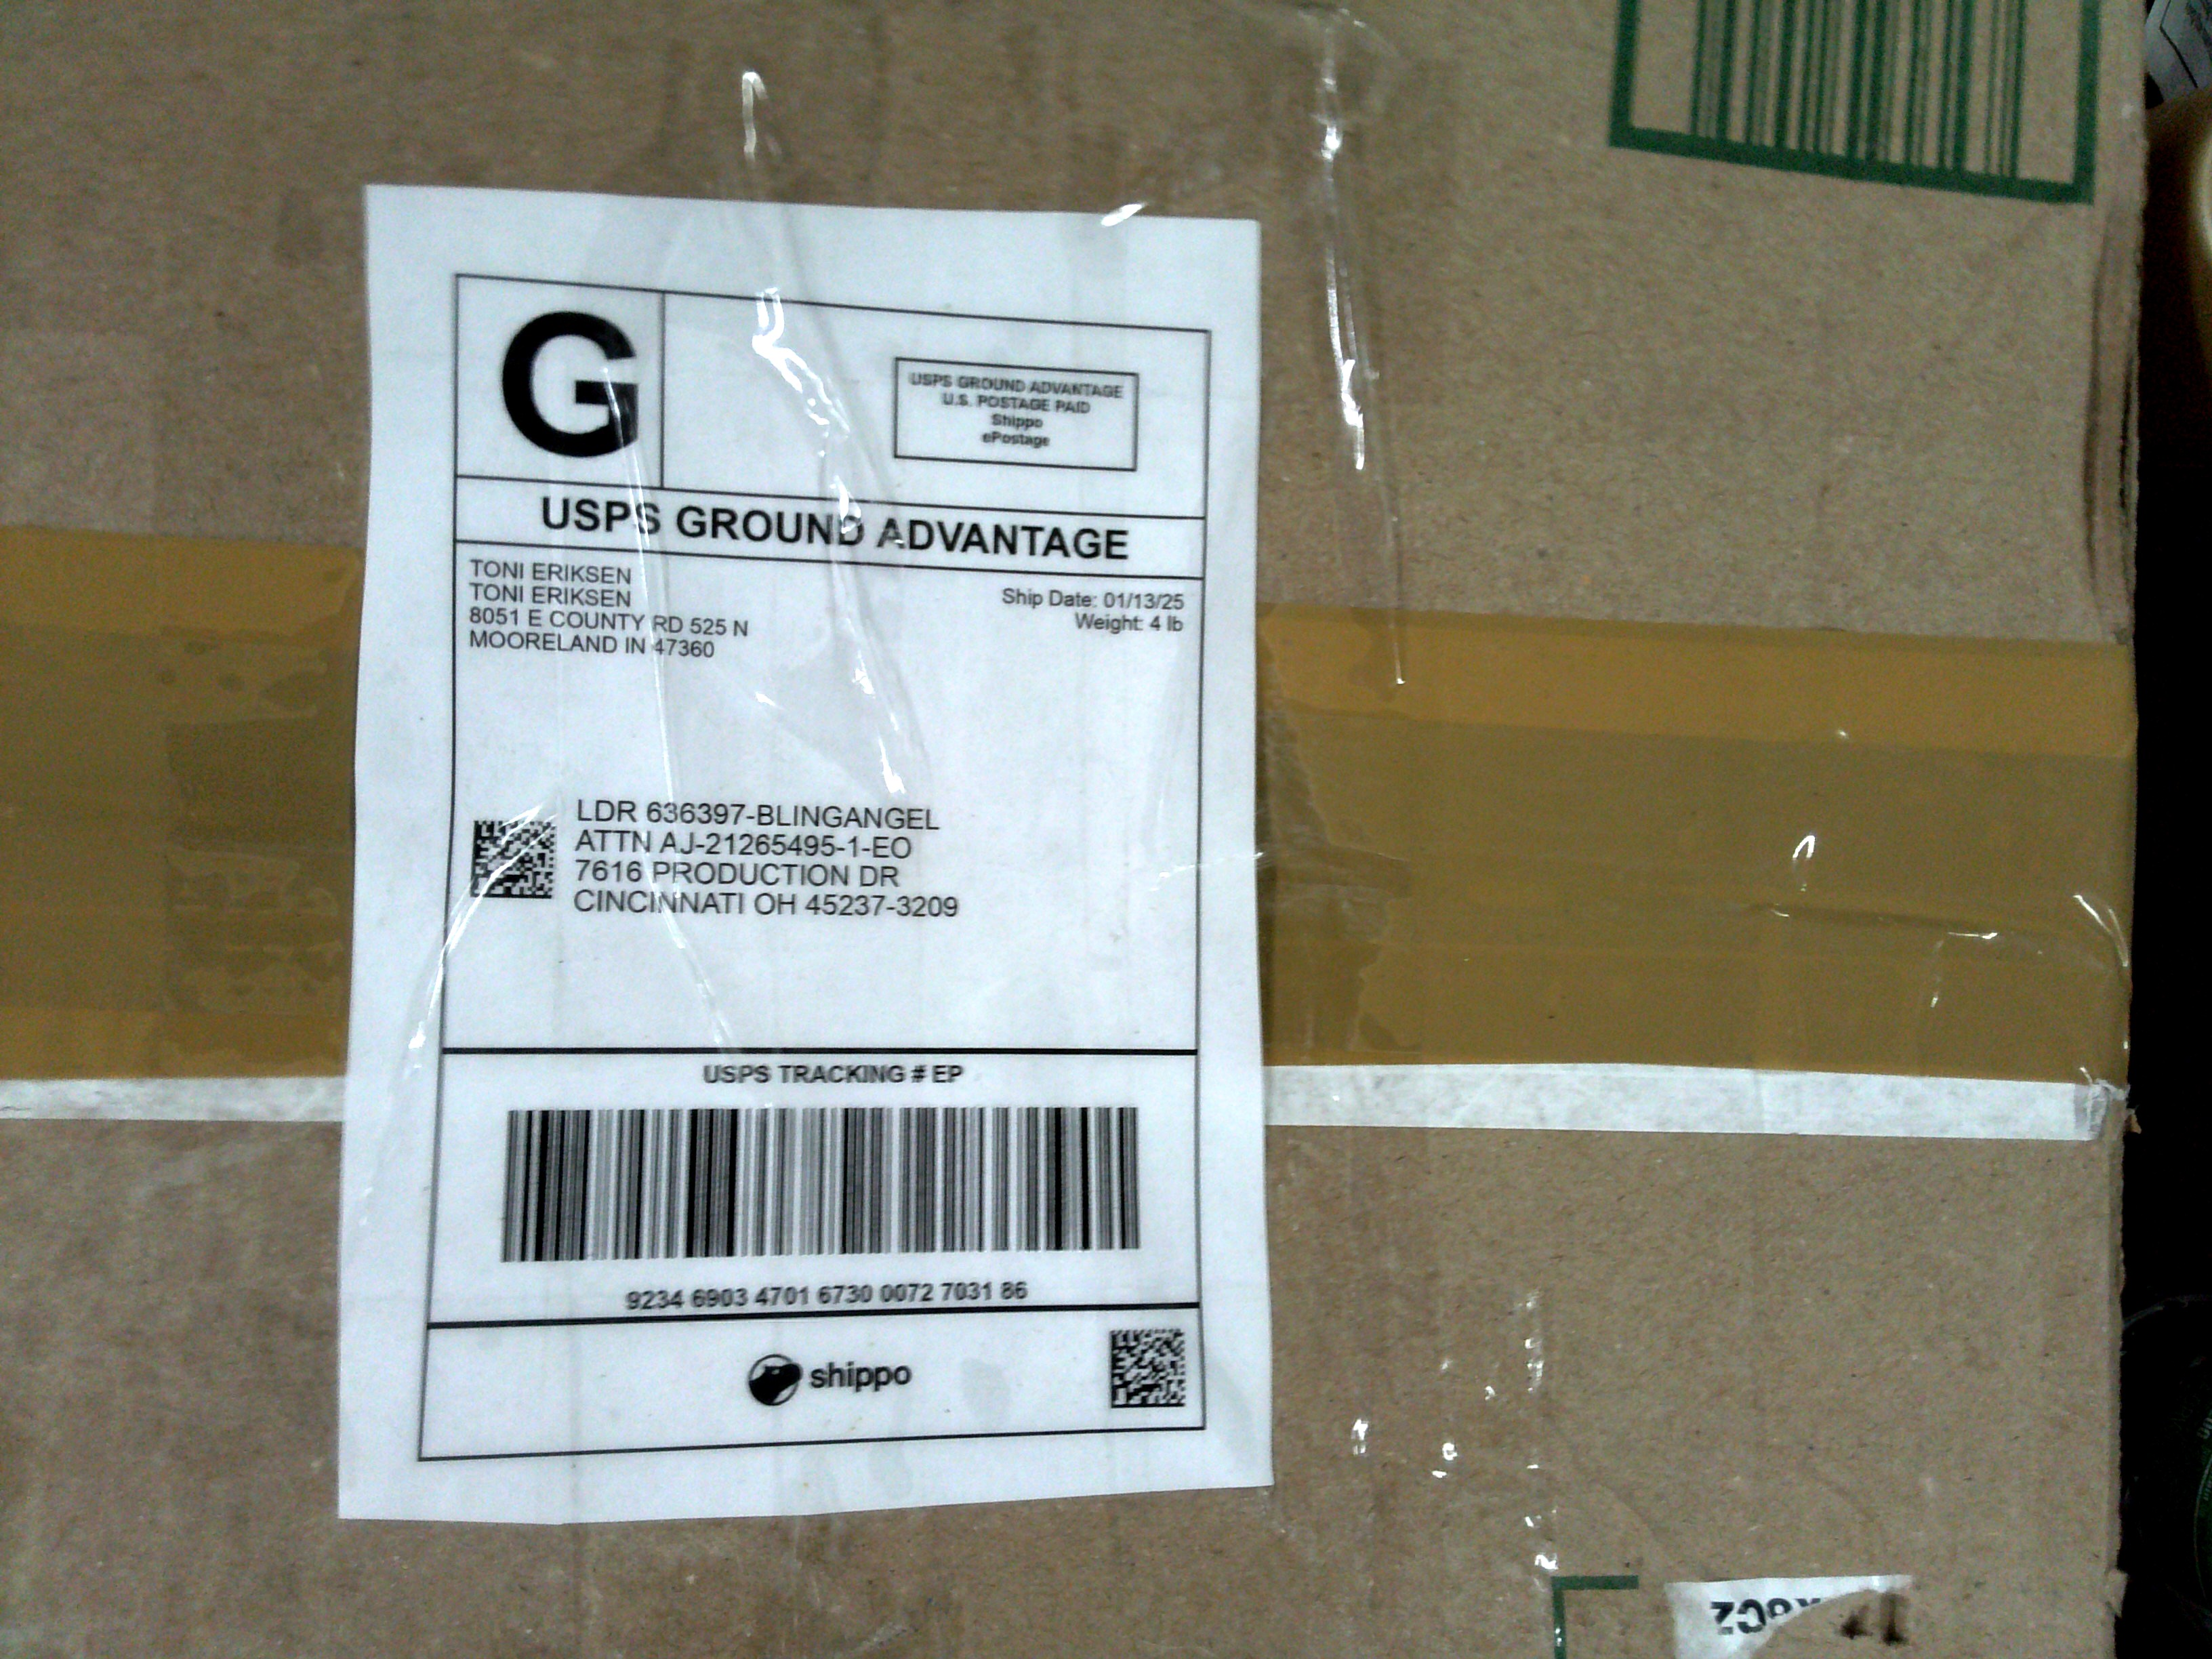 G
USPS GROUND ADVANTAGE
U.S. POSTAGE PAID
Shippo
ePostage
USPS GROUND ADVANTAGE
TONI ERIKSEN
TONI ERIKSEN
8051 E COUNTY RD 525 N
MOORELAND IN 47360
Ship Date: 01/13/25
Weight: 4 lb
LDR 636397-BLINGANGEL
ATTN AJ-21265495-1-EO
7616 PRODUCTION DR
CINCINNATI OH 45237-3209
USPS TRACKING # EP
9234 6903 4701 6730 0072 7031 86
shippo